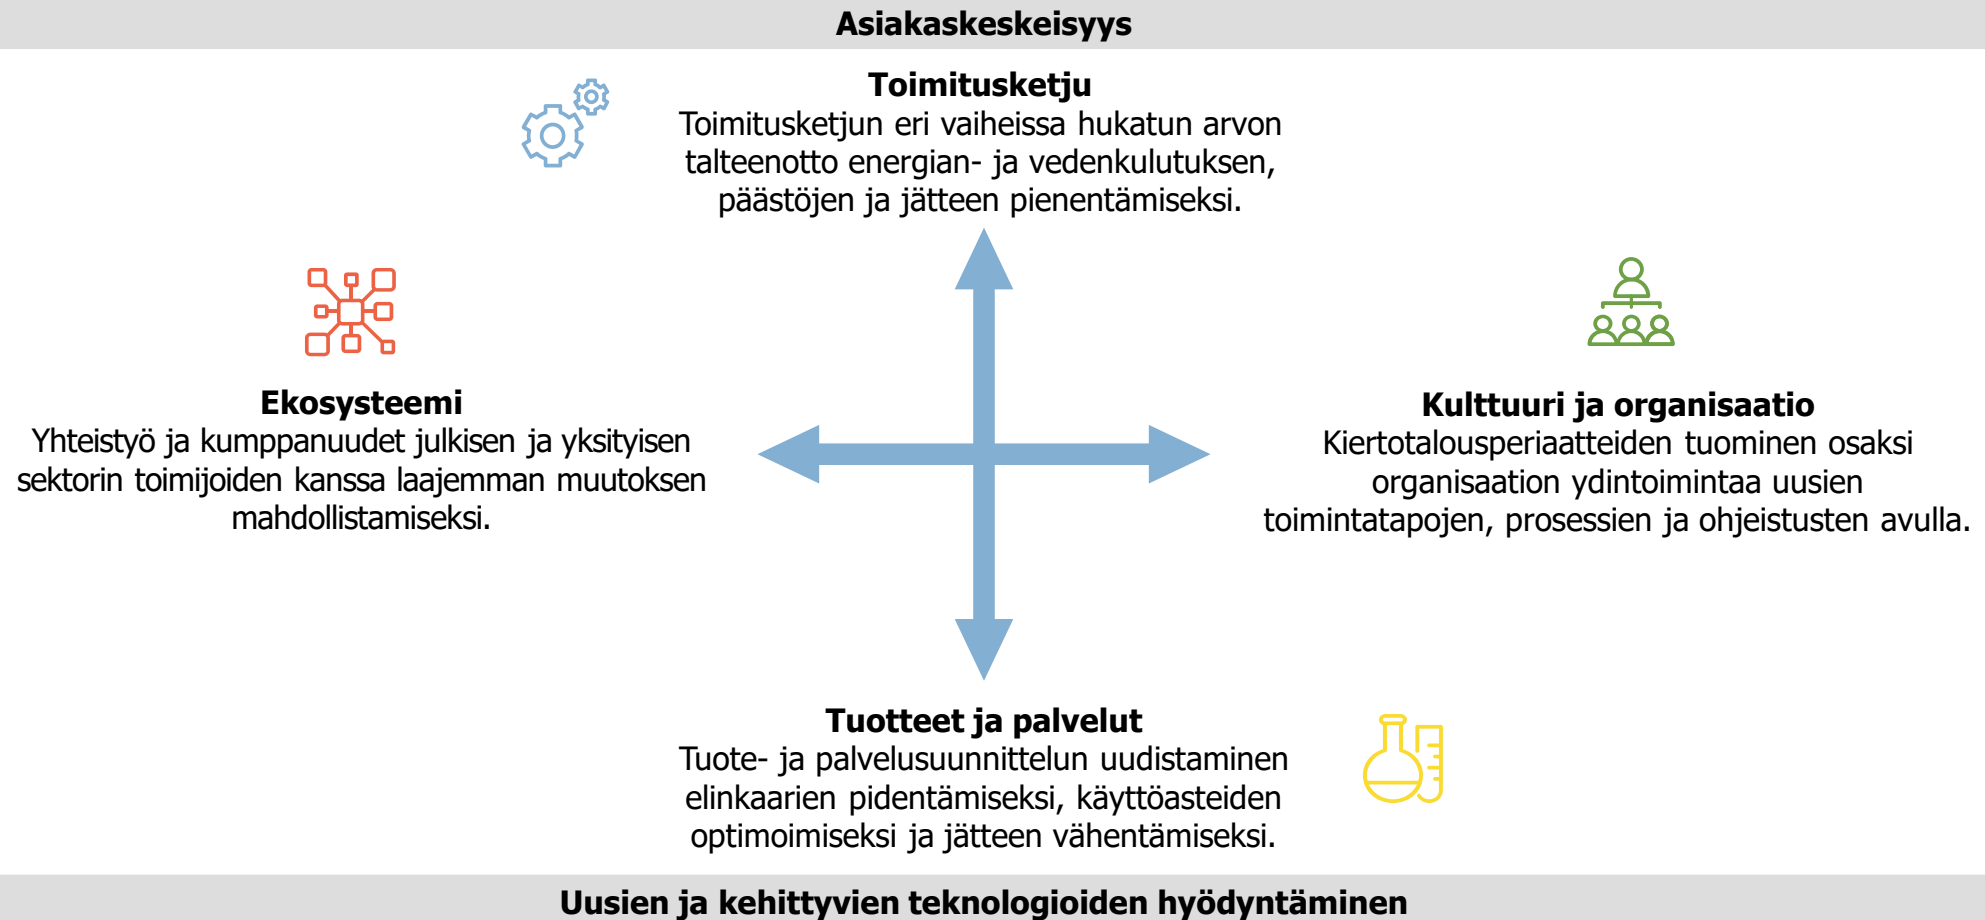 Asiakaskeskeisyys
Toimitusketju
Toimitusketjun eri vaiheissa hukatun arvon
talteenotto energian- ja vedenkulutuksen,
päästöjen ja jätteen pienentämiseksi.
Ekosysteemi
Yhteistyö ja kumppanuudet julkisen ja yksityisen
sektorin toimijoiden kanssa laajemman muutoksen
mahdollistamiseksi.
Kulttuuri ja organisaatio
Kiertotalousperiaatteiden tuominen osaksi
organisaation ydintoimintaa uusien
toimintatapojen, prosessien ja ohjeistusten avulla.
Tuotteet ja palvelut
Tuote- ja palvelusuunnittelun uudistaminen
elinkaarien pidentämiseksi, käyttöasteiden
optimoimiseksi ja jätteen vähentämiseksi.
Uusien ja kehittyvien teknologioiden hyödyntäminen